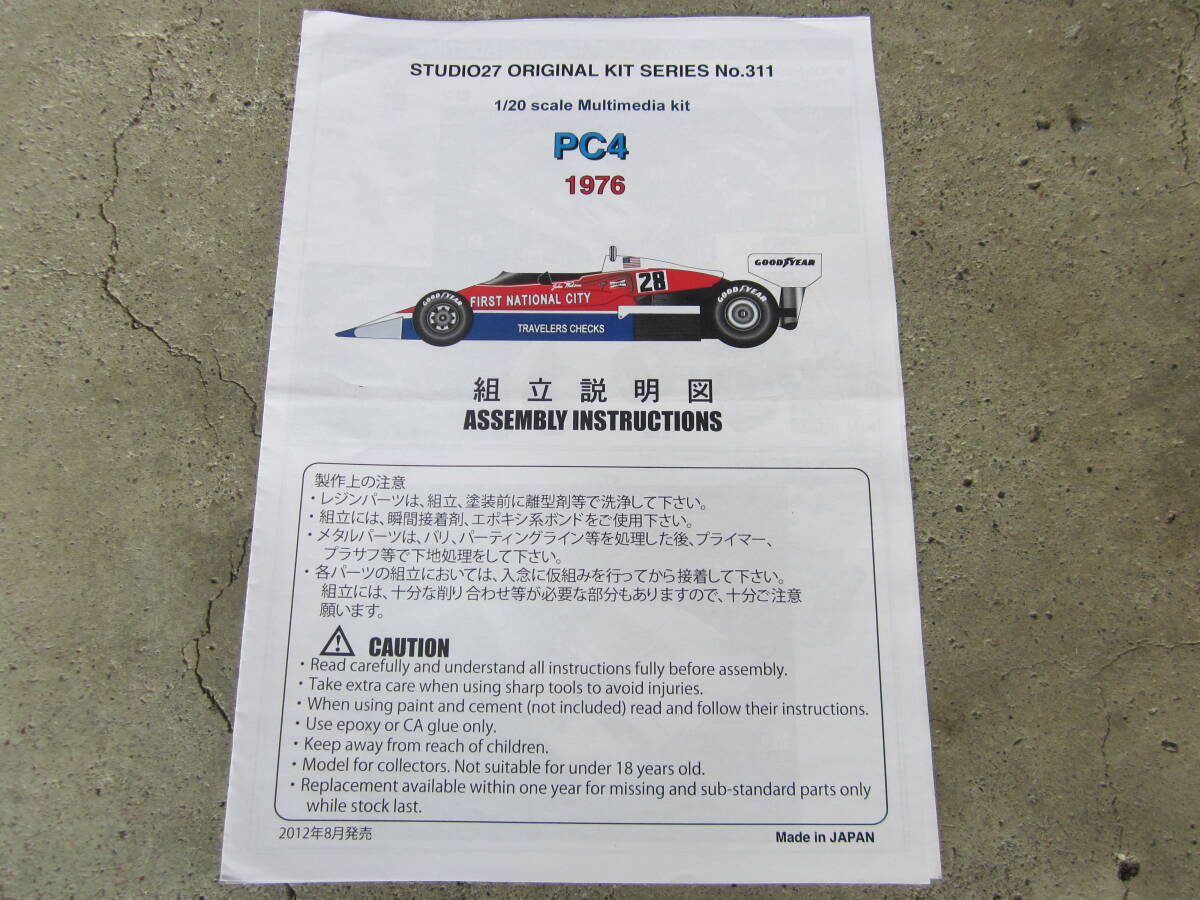 STUDIO27 ORIGINAL KIT SERIES No.311
1/20 scale Multimedia kit
PC4
1976
GOODYEAR
28
GOODYEAR
FIRST NATIONAL CITY
GOODYEAR
TRAVELERS CHECKS
組立説明図
ASSEMBLY INSTRUCTIONS
製作上の注意
・レジンパーツは、組立、塗装前に離型剤等で洗浄して下さい。
・組立には、瞬間接着剤、エポキシ系ボンドをご使用下さい。
・メタルパーツは、バリ、パーティングライン等を処理した後、プライマー、
プラサフ等で下地処理をして下さい。
・各パーツの組立においては、入念に仮組みを行ってから接着して下さい。
組立には、十分な削り合わせ等が必要な部分もありますので、十分ご注意
願います。
CAUTION
・Read carefully and understand all instructions fully before assembly.
・Take extra care when using sharp tools to avoid injuries.
・When using paint and cement (not included) read and follow their instructions.
・Use epoxy or CA glue only.
・Keep away from reach of children.
・Model for collectors. Not suitable for under 18 years old.
・Replacement available within one year for missing and sub-standard parts only
while stock last.
2012年8月発売
Made in JAPAN